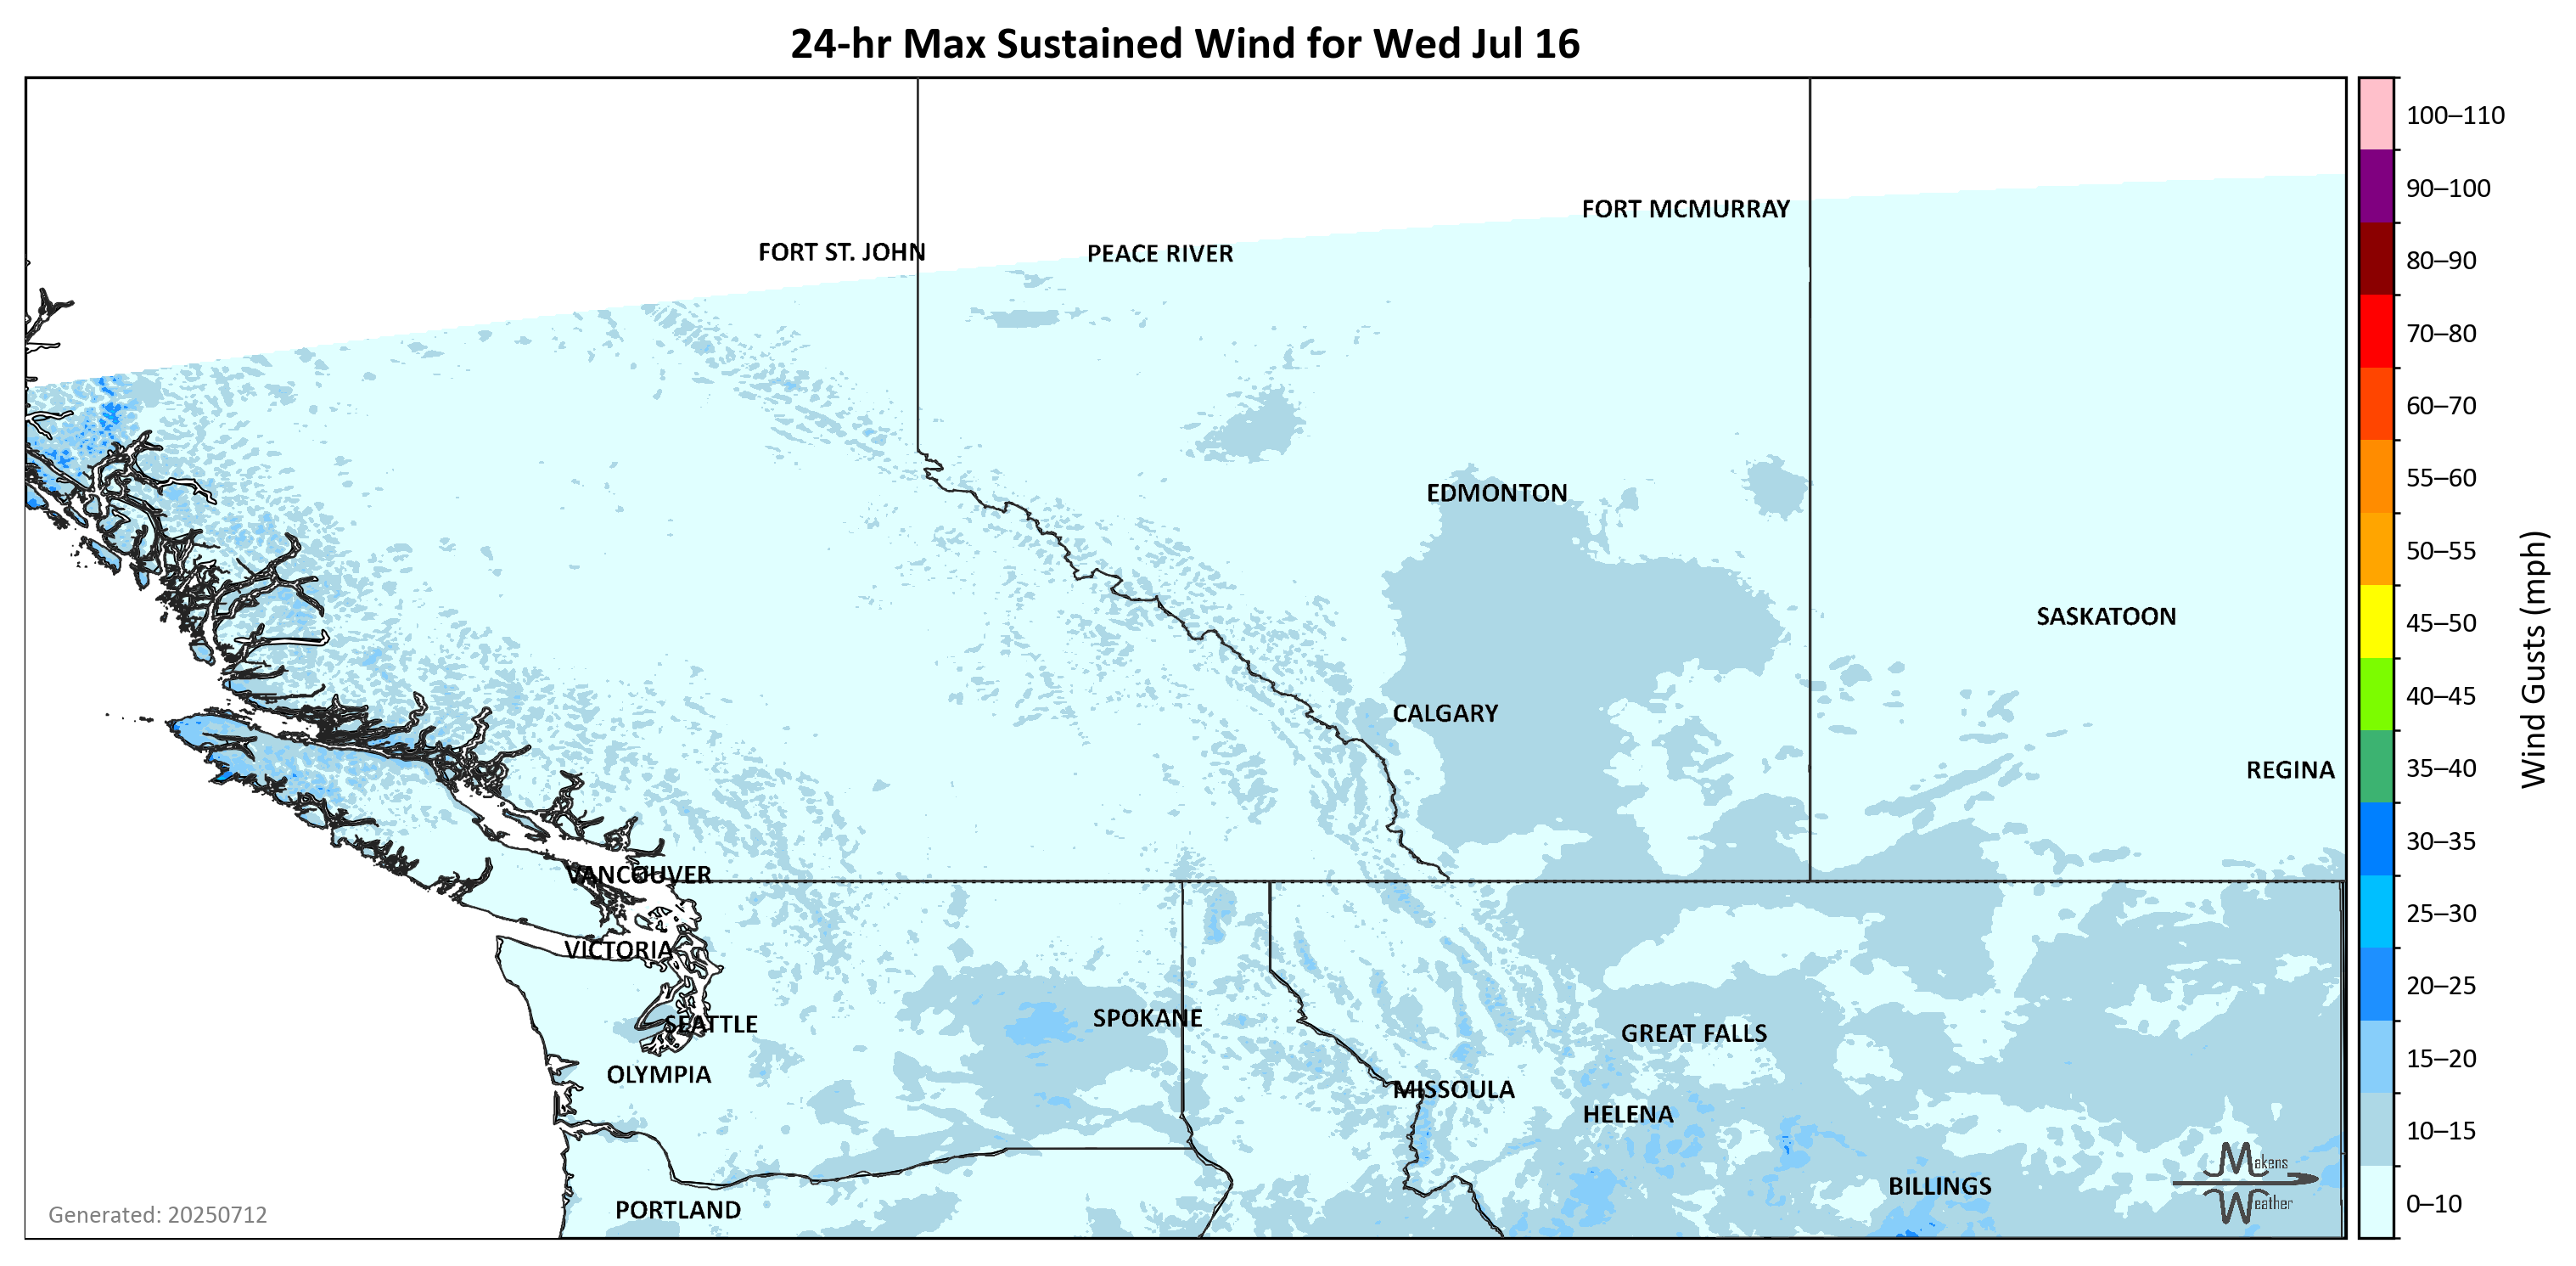 24-hr Max Sustained Wind for Wed Jul 16
100–110
FORT MCMURRAY
90–100
FORT ST. JOHN
PEACE RIVER
80–90
70–80
60–70
55–60
EDMONTON
50–55
SASKATOON
45–50
Wind Gusts (mph)
40–45
CALGARY
REGINA
35–40
30–35
VANCOUVER
25–30
VICTORIA
20–25
SPOKANE
SEATTLE
GREAT FALLS
15–20
OLYMPIA
MISSOULA
HELENA
10–15
Makens
Weather
BILLINGS
0–10
PORTLAND
Generated: 20250712